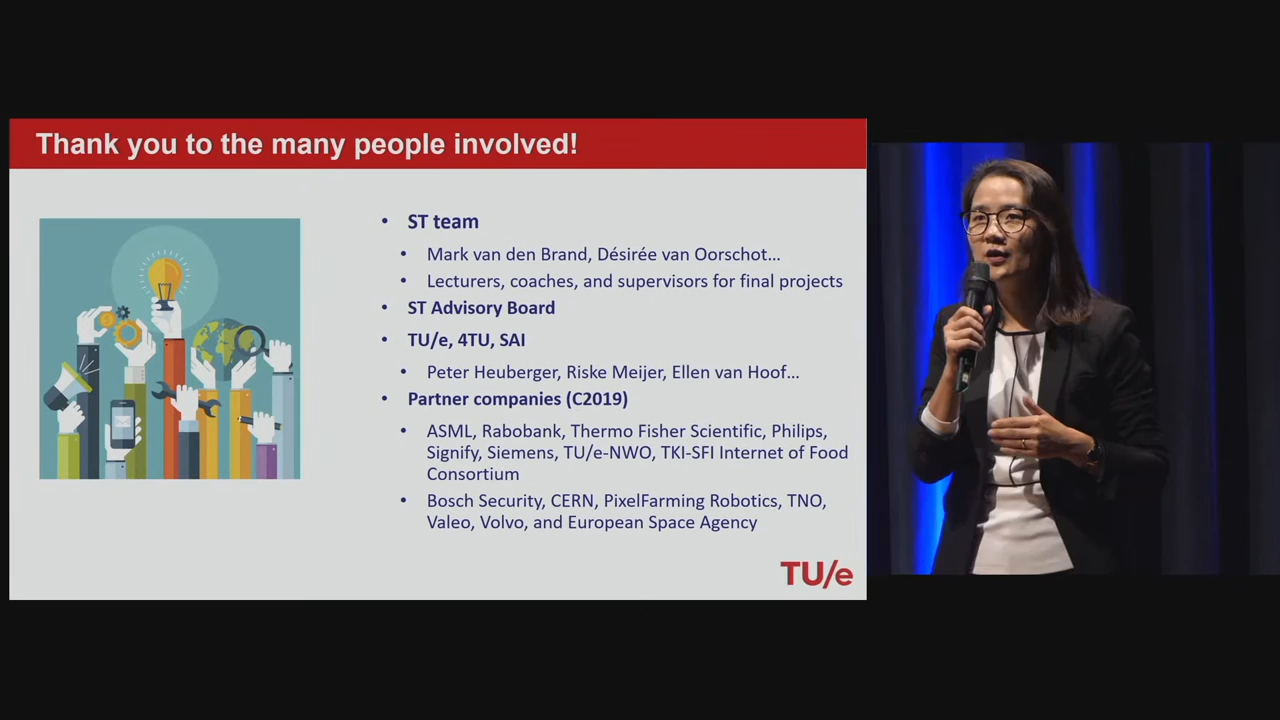 Thank you to the many people involved!
• ST team
• Mark van den Brand, Désirée van Oorschot…
• Lecturers, coaches, and supervisors for final projects
• ST Advisory Board
• TU/e, 4TU, SAI
• Peter Heuberger, Riske Meijer, Ellen van Hoof…
• Partner companies (C2019)
• ASML, Rabobank, Thermo Fisher Scientific, Philips,
Signify, Siemens, TU/e-NWO, TKI-SFI Internet of Food
Consortium
• Bosch Security, CERN, PixelFarming Robotics, TNO,
Valeo, Volvo, and European Space Agency
TU/e